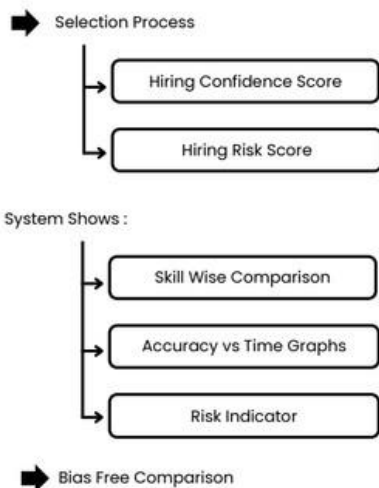 Selection Process
Hiring Confidence Score
Hiring Risk Score
System Shows :
Skill Wise Comparison
Accuracy vs Time Graphs
Risk Indicator
Bias Free Comparison